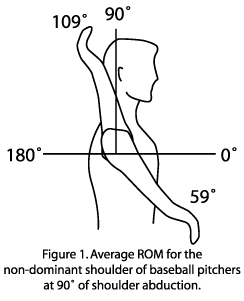 109°
90°
180°
0°
59°
Figure 1. Average ROM for the
non-dominant shoulder of baseball pitchers
at 90° of shoulder abduction.